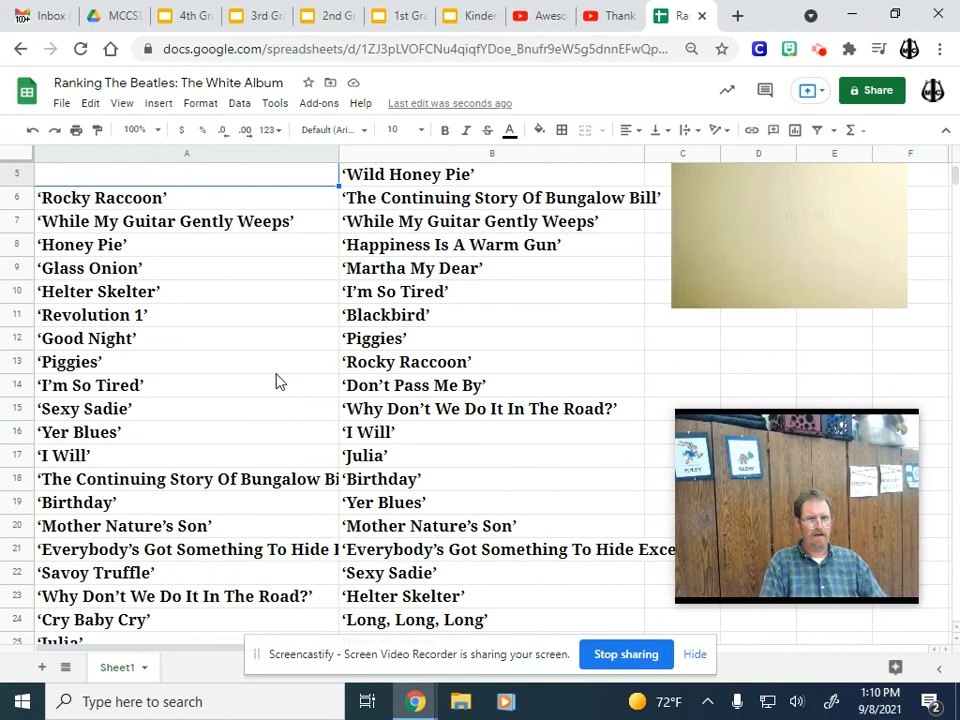 Inbox
100+
MCCS
4th Gr
3rd Gr
2nd Gr
1st Gr
Kinder
Aweso
Thank
Ra
docs.google.com/spreadsheets/d/1ZJ3pLVOFCNu4qiqfYDoe_Bnufr9eW5g5dnnEFwQp...
Ranking The Beatles: The White Album
File Edit View Insert Format Data Tools Add-ons Help Last edit was seconds ago
Share
100% $ % .0 .00 123 Default (Ari... 10 B I S A
A B C D E F
5 ‘Wild Honey Pie’
6 ‘Rocky Raccoon’ ‘The Continuing Story Of Bungalow Bill’
7 ‘While My Guitar Gently Weeps’ ‘While My Guitar Gently Weeps’
8 ‘Honey Pie’ ‘Happiness Is A Warm Gun’
9 ‘Glass Onion’ ‘Martha My Dear’
10 ‘Helter Skelter’ ‘I’m So Tired’
11 ‘Revolution 1’ ‘Blackbird’
12 ‘Good Night’ ‘Piggies’
13 ‘Piggies’ ‘Rocky Raccoon’
14 ‘I’m So Tired’ ‘Don’t Pass Me By’
15 ‘Sexy Sadie’ ‘Why Don’t We Do It In The Road?’
16 ‘Yer Blues’ ‘I Will’
17 ‘I Will’ ‘Julia’
18 ‘The Continuing Story Of Bungalow Bi ‘Birthday’
19 ‘Birthday’ ‘Yer Blues’
20 ‘Mother Nature’s Son’ ‘Mother Nature’s Son’
21 ‘Everybody’s Got Something To Hide ‘Everybody’s Got Something To Hide Exce
22 ‘Savoy Truffle’ ‘Sexy Sadie’
23 ‘Why Don’t We Do It In The Road?’ ‘Helter Skelter’
24 ‘Cry Baby Cry’ ‘Long, Long, Long’
25 ‘Julia’
SLOW
Screencastify - Screen Video Recorder is sharing your screen. Stop sharing Hide
Sheet1
Type here to search
72°F
1:10 PM
9/8/2021
2